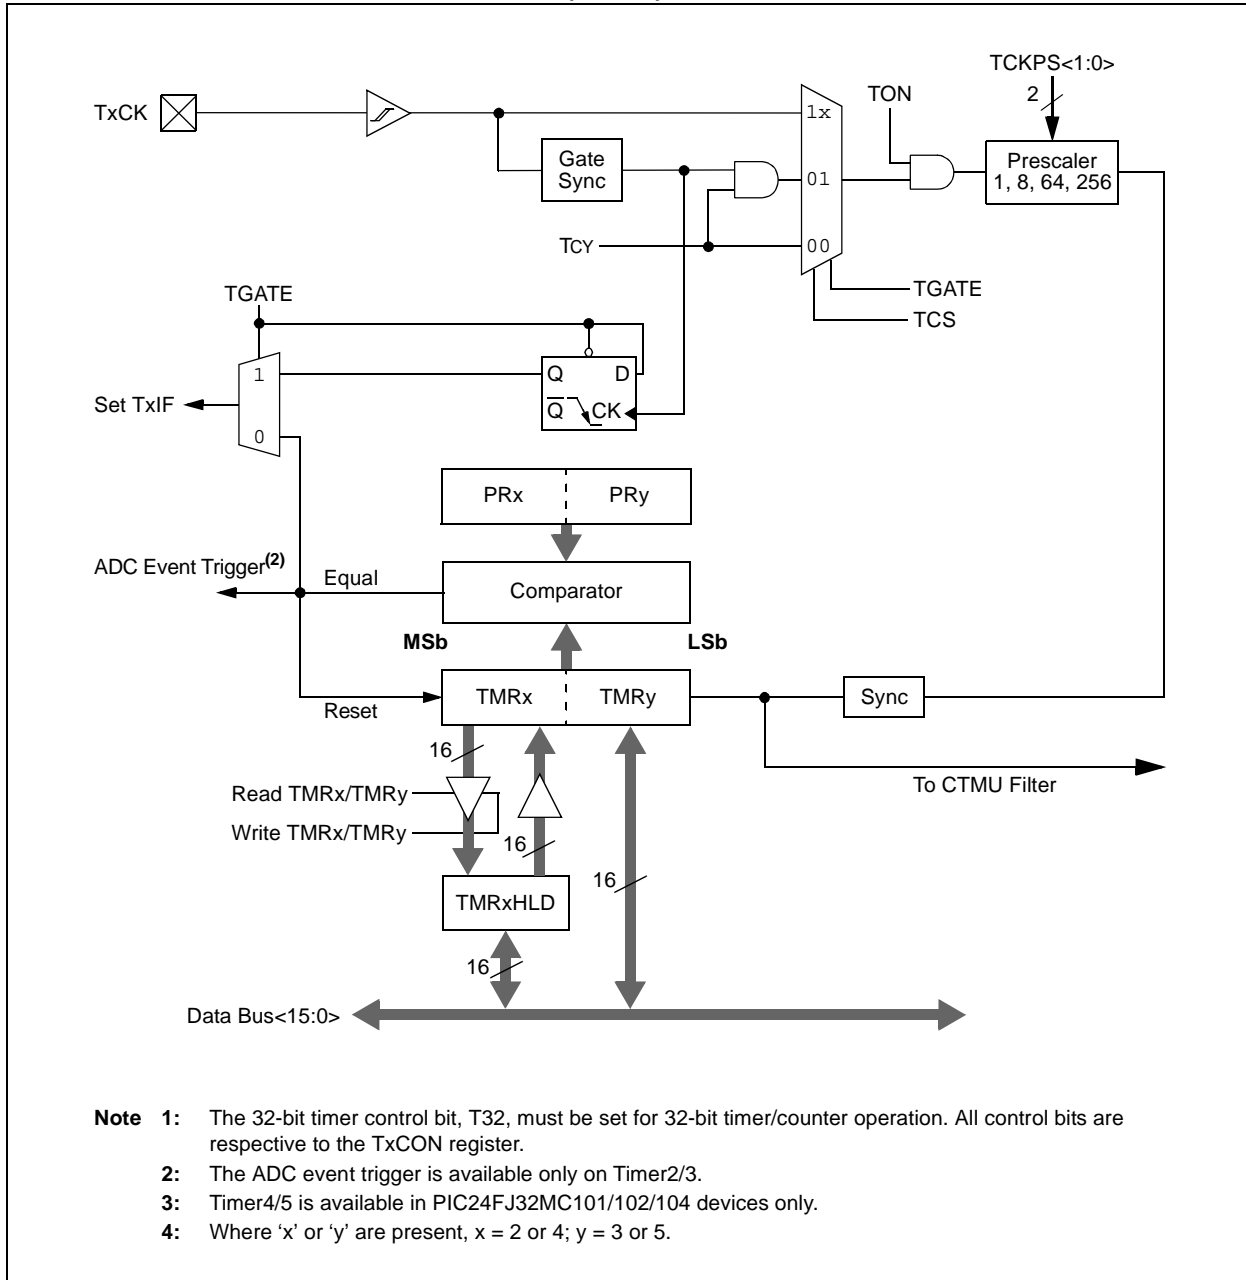 TCKPS<1:0>
2
TON
TxCK
1x
Gate
Sync
Prescaler
1, 8, 64, 256
01
TCY
00
TGATE
TCS
TGATE
1
Q D
Set TxIF
Q CK
0
PRx PRy
ADC Event Trigger(2)
Equal
Comparator
MSb LSb
TMRx TMRy
Sync
Reset
16
To CTMU Filter
Read TMRx/TMRy
Write TMRx/TMRy
16
16
TMRxHLD
16
Data Bus<15:0>
Note 1: The 32-bit timer control bit, T32, must be set for 32-bit timer/counter operation. All control bits are
respective to the TxCON register.
2: The ADC event trigger is available only on Timer2/3.
3: Timer4/5 is available in PIC24FJ32MC101/102/104 devices only.
4: Where ‘x’ or ‘y’ are present, x = 2 or 4; y = 3 or 5.